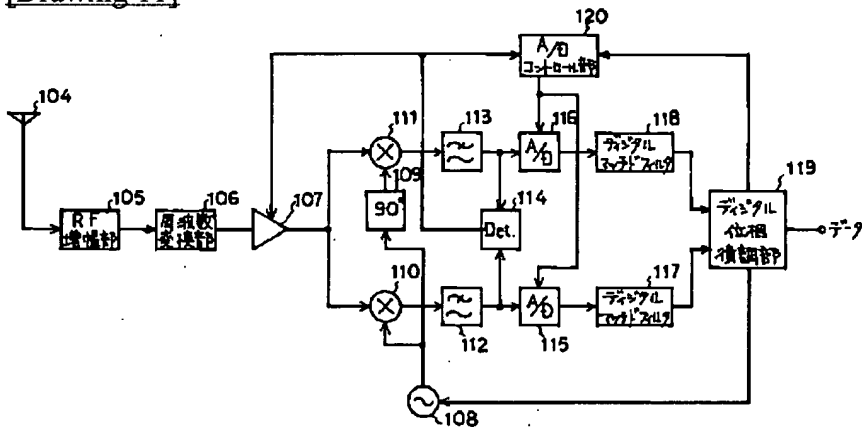 120
A/D
コントロール部
104
111
113
116
118
A/D
ディジタル
マッチドフィルタ
119
105
106
107
109
90°
114
Det.
ディジタル
位相
復調部
データ
RF
増幅部
周波数
変換部
110
117
A/D
ディジタル
マッチドフィルタ
112
115
108